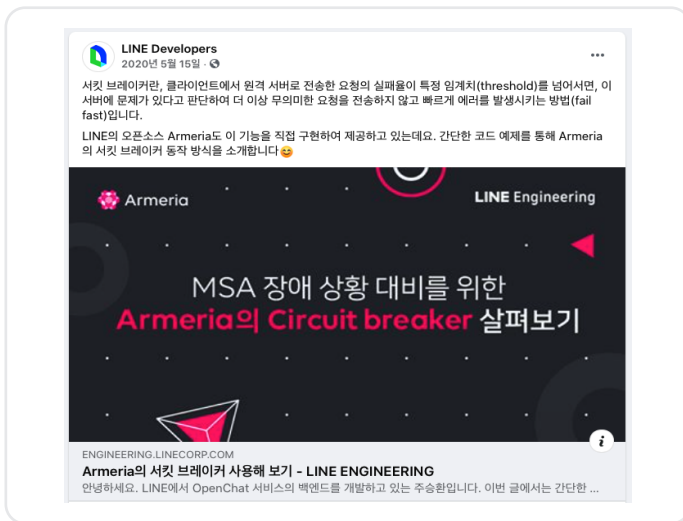 LINE Developers
2020년 5월 15일 ·
서킷 브레이커란, 클라이언트에서 원격 서버로 전송한 요청의 실패율이 특정 임계치(threshold)를 넘어서면, 이
서버에 문제가 있다고 판단하여 더 이상 무의미한 요청을 전송하지 않고 빠르게 에러를 발생시키는 방법(fail
fast)입니다.
LINE의 오픈소스 Armeria도 이 기능을 직접 구현하여 제공하고 있는데요. 간단한 코드 예제를 통해 Armeria
의 서킷 브레이커 동작 방식을 소개합니다😊
Armeria
LINE Engineering
MSA 장애 상황 대비를 위한
Armeria의 Circuit breaker 살펴보기
ENGINEERING.LINECORP.COM
Armeria의 서킷 브레이커 사용해 보기 - LINE ENGINEERING
안녕하세요. LINE에서 OpenChat 서비스의 백엔드를 개발하고 있는 주승환입니다. 이번 글에서는 간단한 ...